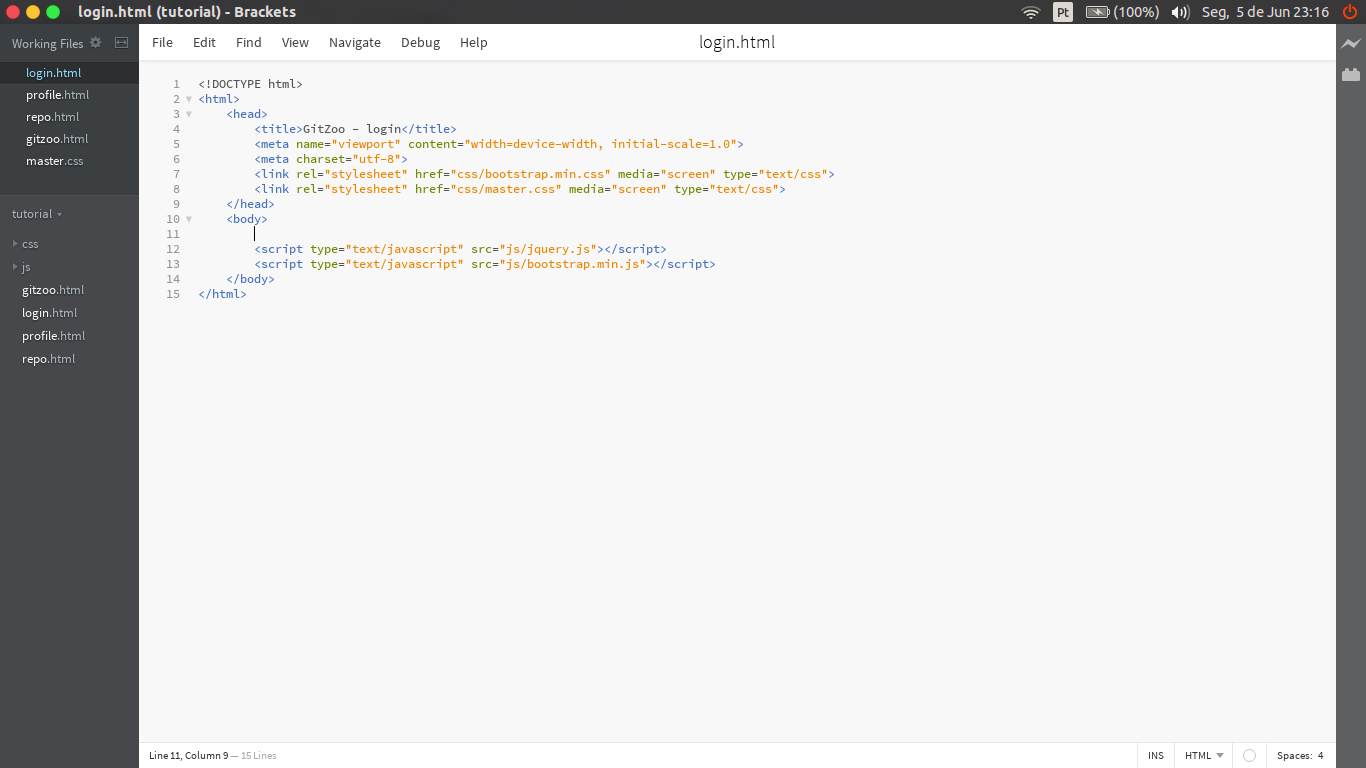 login.html (tutorial) - Brackets
Pt (100%) Seg, 5 de Jun 23:16
Working Files
login.html
profile.html
repo.html
gitzoo.html
master.css
tutorial
css
js
gitzoo.html
login.html
profile.html
repo.html
File Edit Find View Navigate Debug Help
login.html
1 <!DOCTYPE html>
2 <html>
3     <head>
4         <title>GitZoo - login</title>
5         <meta name="viewport" content="width=device-width, initial-scale=1.0">
6         <meta charset="utf-8">
7         <link rel="stylesheet" href="css/bootstrap.min.css" media="screen" type="text/css">
8         <link rel="stylesheet" href="css/master.css" media="screen" type="text/css">
9     </head>
10     <body>
11
12         <script type="text/javascript" src="js/jquery.js"></script>
13         <script type="text/javascript" src="js/bootstrap.min.js"></script>
14     </body>
15 </html>
Line 11, Column 9 — 15 Lines
INS HTML Spaces: 4